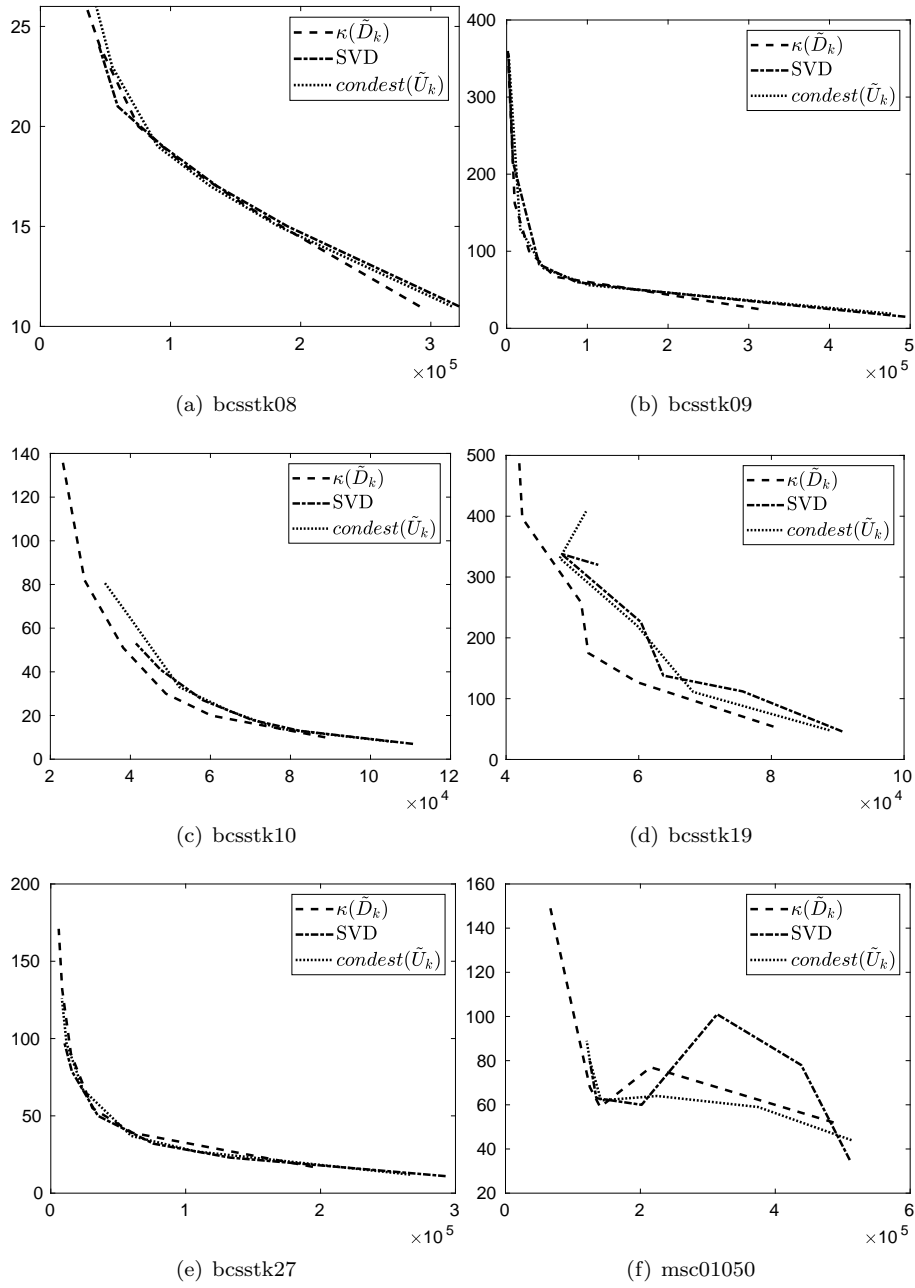 25
20
15
10
0
1
2
3
×10^5
κ(D̃_k)
SVD
condest(Ũ_k)
(a) bcsstk08
400
300
200
100
0
0
1
2
3
4
5
×10^5
κ(D̃_k)
SVD
condest(Ũ_k)
(b) bcsstk09
140
120
100
80
60
40
20
0
2
4
6
8
10
12
×10^4
κ(D̃_k)
SVD
condest(Ũ_k)
(c) bcsstk10
500
400
300
200
100
0
4
6
8
10
×10^4
κ(D̃_k)
SVD
condest(Ũ_k)
(d) bcsstk19
200
150
100
50
0
0
1
2
3
×10^5
κ(D̃_k)
SVD
condest(Ũ_k)
(e) bcsstk27
160
140
120
100
80
60
40
20
0
2
4
6
×10^5
κ(D̃_k)
SVD
condest(Ũ_k)
(f) msc01050